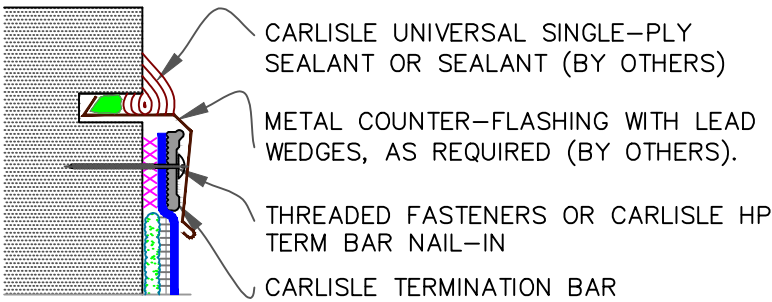 CARLISLE UNIVERSAL SINGLE-PLY
SEALANT OR SEALANT (BY OTHERS)
METAL COUNTER-FLASHING WITH LEAD
WEDGES, AS REQUIRED (BY OTHERS).
THREADED FASTENERS OR CARLISLE HP
TERM BAR NAIL-IN
CARLISLE TERMINATION BAR